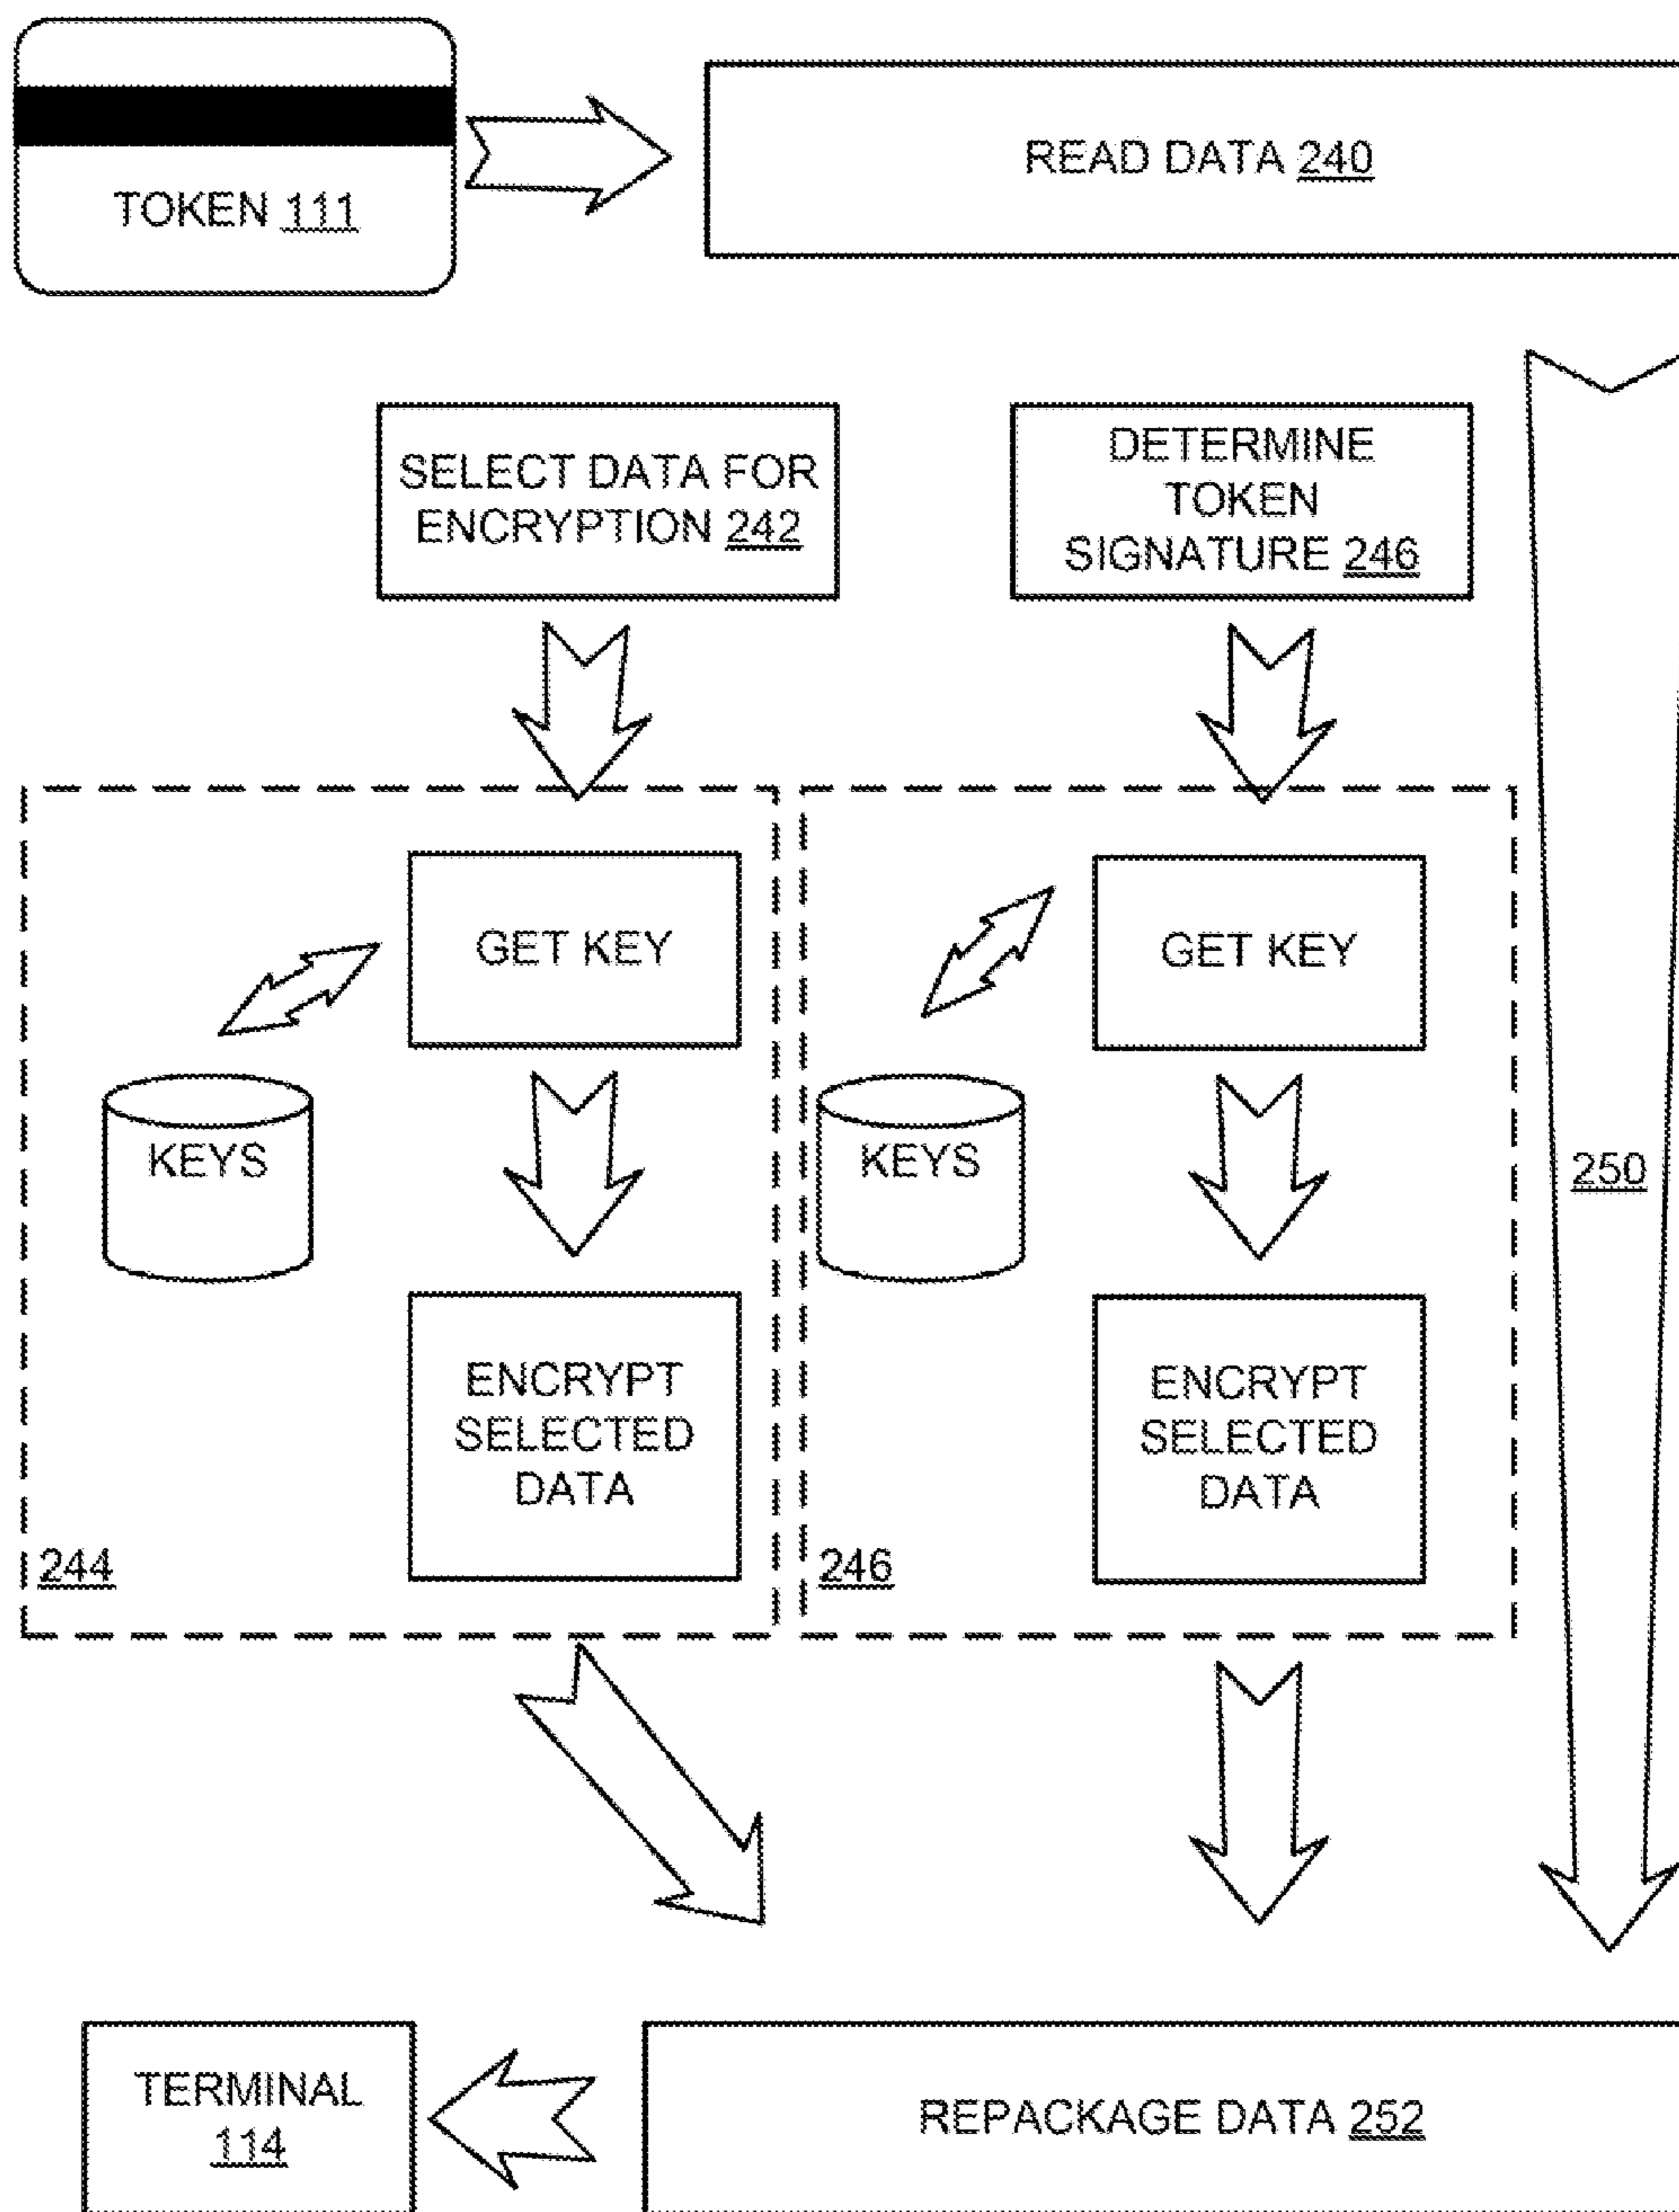 TOKEN 111
READ DATA 240
SELECT DATA FOR
ENCRYPTION 242
DETERMINE
TOKEN
SIGNATURE 246
GET KEY
KEYS
ENCRYPT
SELECTED
DATA
244
GET KEY
KEYS
ENCRYPT
SELECTED
DATA
246
250
TERMINAL
114
REPACKAGE DATA 252